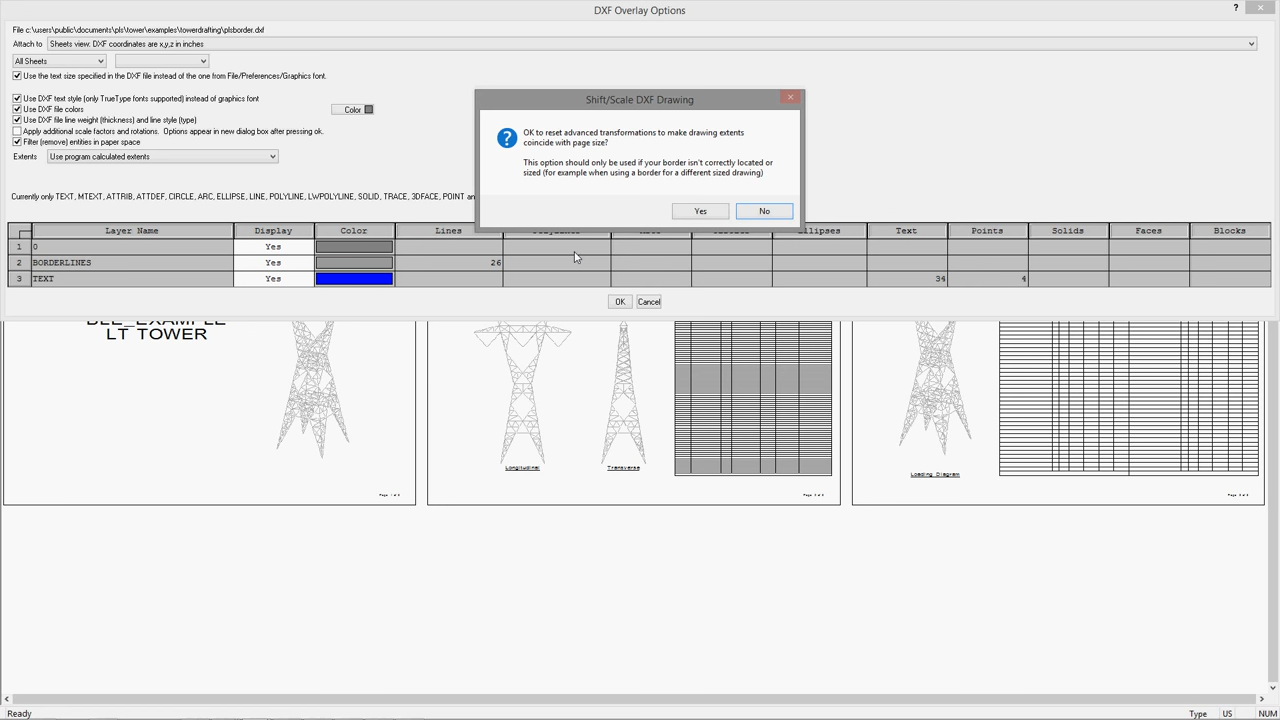 DXF Overlay Options
?
File c:\users\public\documents\pls\tower\examples\towerdrafting\plsborder.dxf
Attach to Sheets view. DXF coordinates are x,y,z in inches
All Sheets
Use the text size specified in the DXF file instead of the one from File/Preferences/Graphics font.
Use DXF text style (only TrueType fonts supported) instead of graphics font
Use DXF file colors
Color
Use DXF file line weight (thickness) and line style (type)
Apply additional scale factors and rotations. Options appear in new dialog box after pressing ok.
Filter (remove) entities in paper space
Extents Use program calculated extents
Currently only TEXT, MTEXT, ATTRIB, ATTDEF, CIRCLE, ARC, ELLIPSE, LINE, POLYLINE, LWPOLYLINE, SOLID, TRACE, 3DFACE, POINT
Shift/Scale DXF Drawing
OK to reset advanced transformations to make drawing extents
coincide with page size?
This option should only be used if your border isn't correctly located or
sized (for example when using a border for a different sized drawing)
Yes No
Layer Name Display Color Lines Text Points Solids Faces Blocks
1 0 Yes
2 BORDERLINES Yes 26
3 TEXT Yes 34 4
OK Cancel
LT TOWER
Longitudinal Transverse
Loading Diagram
Ready Type US NUM